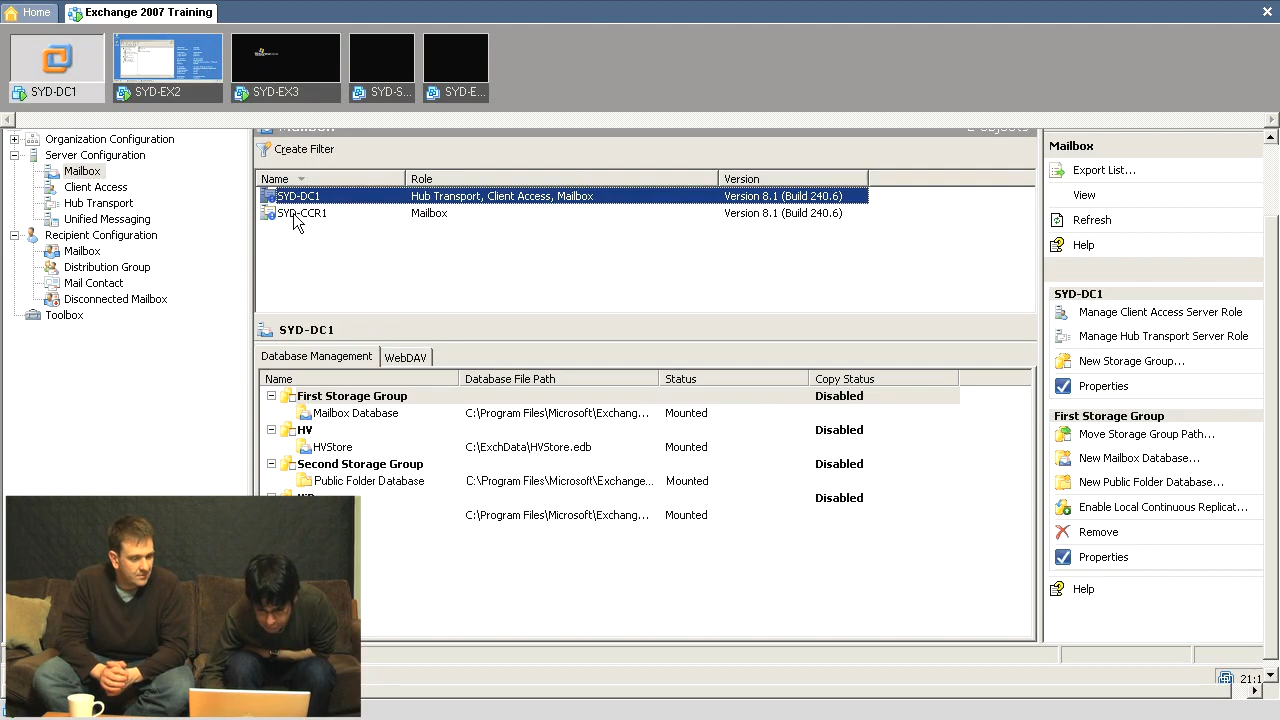 Home
Exchange 2007 Training
SYD-DC1
SYD-EX2
SYD-EX3
SYD-S...
SYD-E...
Organization Configuration
Server Configuration
Mailbox
Client Access
Hub Transport
Unified Messaging
Recipient Configuration
Mailbox
Distribution Group
Mail Contact
Disconnected Mailbox
Toolbox
Mailbox
2 Objects
Create Filter
Name Role Version
SYD-DC1 Hub Transport, Client Access, Mailbox Version 8.1 (Build 240.6)
SYD-CCR1 Mailbox Version 8.1 (Build 240.6)
SYD-DC1
Database Management WebDAV
Name Database File Path Status Copy Status
First Storage Group Disabled
Mailbox Database C:\Program Files\Microsoft\Exchang... Mounted
HV Disabled
HVStore C:\ExchData\HVStore.edb Mounted
Second Storage Group Disabled
Public Folder Database C:\Program Files\Microsoft\Exchange... Mounted
Disabled
C:\Program Files\Microsoft\Exchang... Mounted
Mailbox
Export List...
View
Refresh
Help
SYD-DC1
Manage Client Access Server Role
Manage Hub Transport Server Role
New Storage Group...
Properties
First Storage Group
Move Storage Group Path...
New Mailbox Database...
New Public Folder Database...
Enable Local Continuous Replicat...
Remove
Properties
Help
21:1